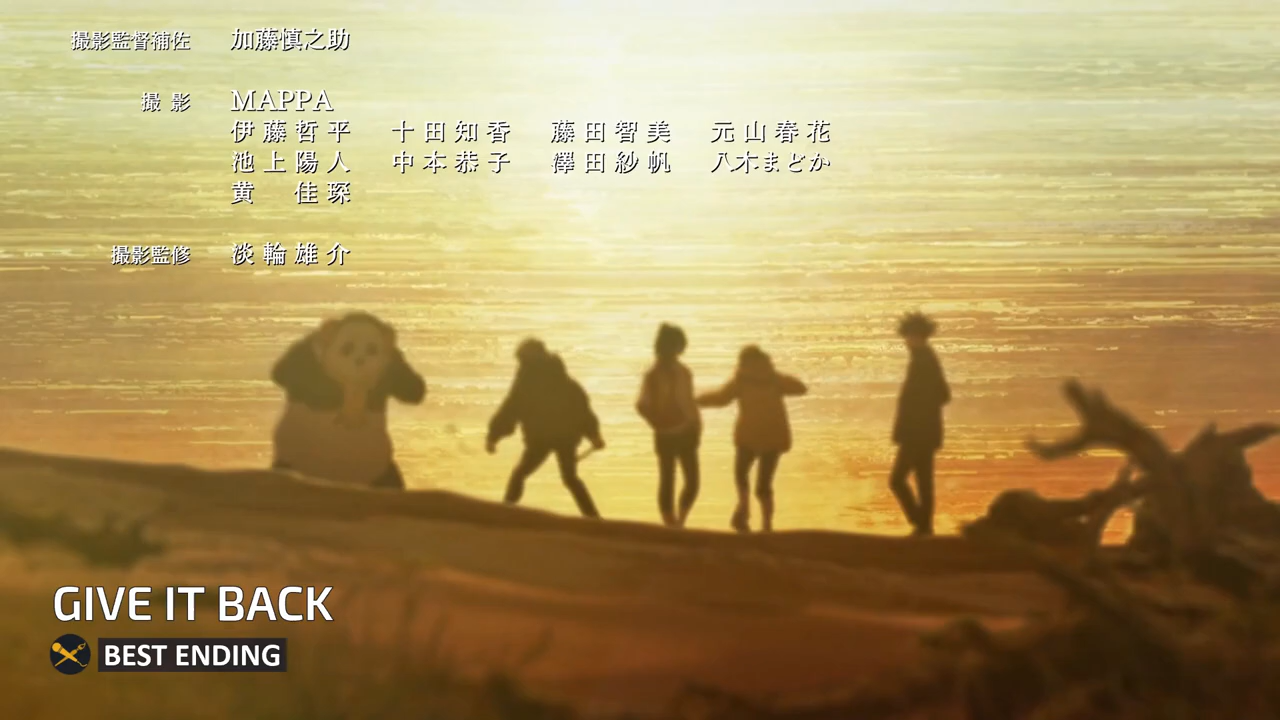 撮影監督補佐 加藤慎之助
撮影 MAPPA
伊藤哲平 十田知香 藤田智美 元山春花
池上陽人 中本恭子 澤田紗帆 八木まどか
黄 佳琛
撮影監修 淡輪雄介
GIVE IT BACK
BEST ENDING